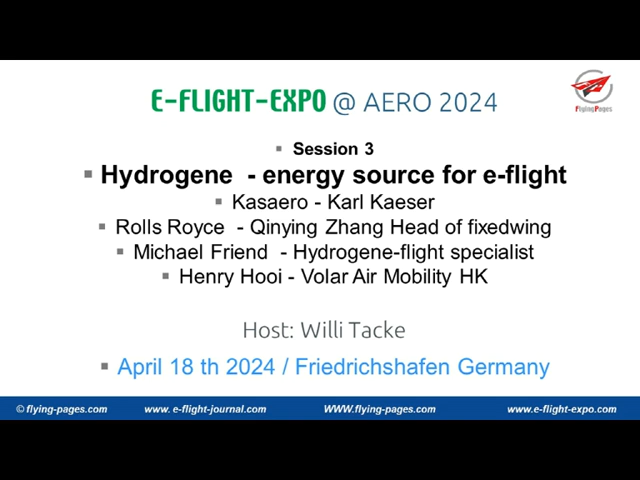 E-FLIGHT-EXPO @ AERO 2024
FlyingPages
Session 3
Hydrogene - energy source for e-flight
Kasaero - Karl Kaeser
Rolls Royce - Qinying Zhang Head of fixedwing
Michael Friend - Hydrogene-flight specialist
Henry Hooi - Volar Air Mobility HK
Host: Willi Tacke
April 18 th 2024 / Friedrichshafen Germany
© flying-pages.com www. e-flight-journal.com WWW.flying-pages.com www.e-flight-expo.com